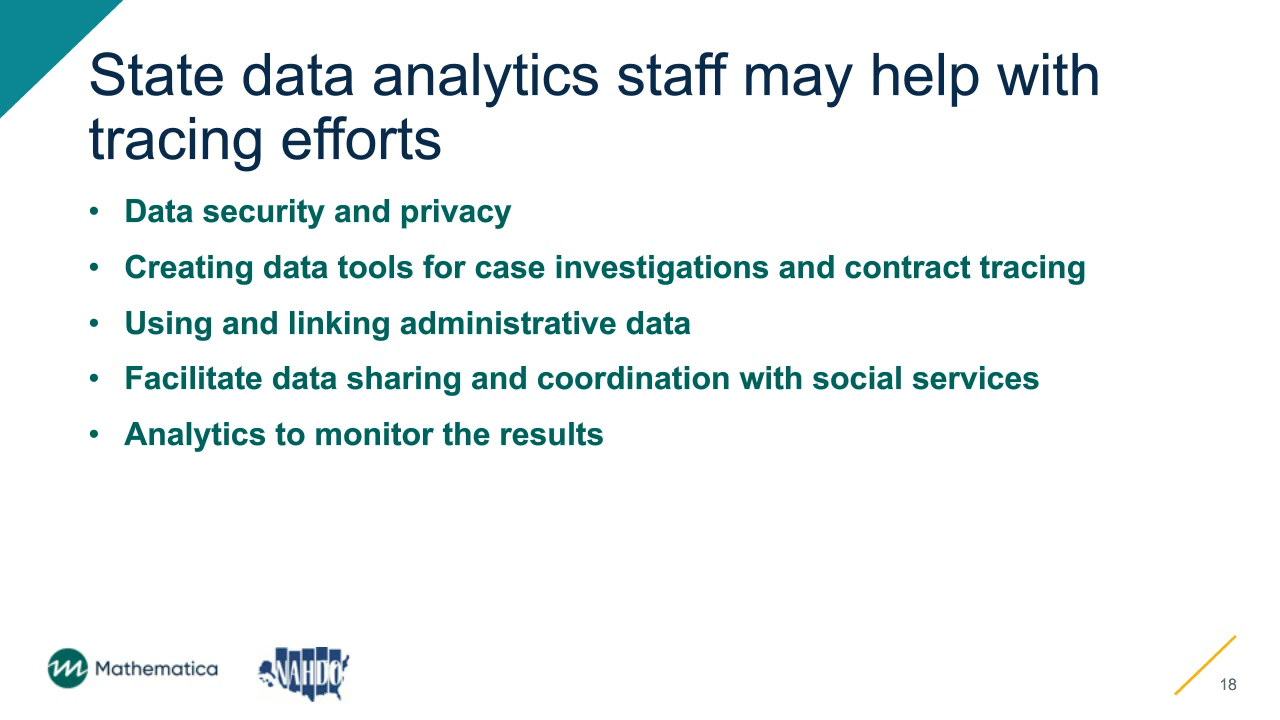 State data analytics staff may help with
tracing efforts
• Data security and privacy
• Creating data tools for case investigations and contract tracing
• Using and linking administrative data
• Facilitate data sharing and coordination with social services
• Analytics to monitor the results
Mathematica
NAHDO
18